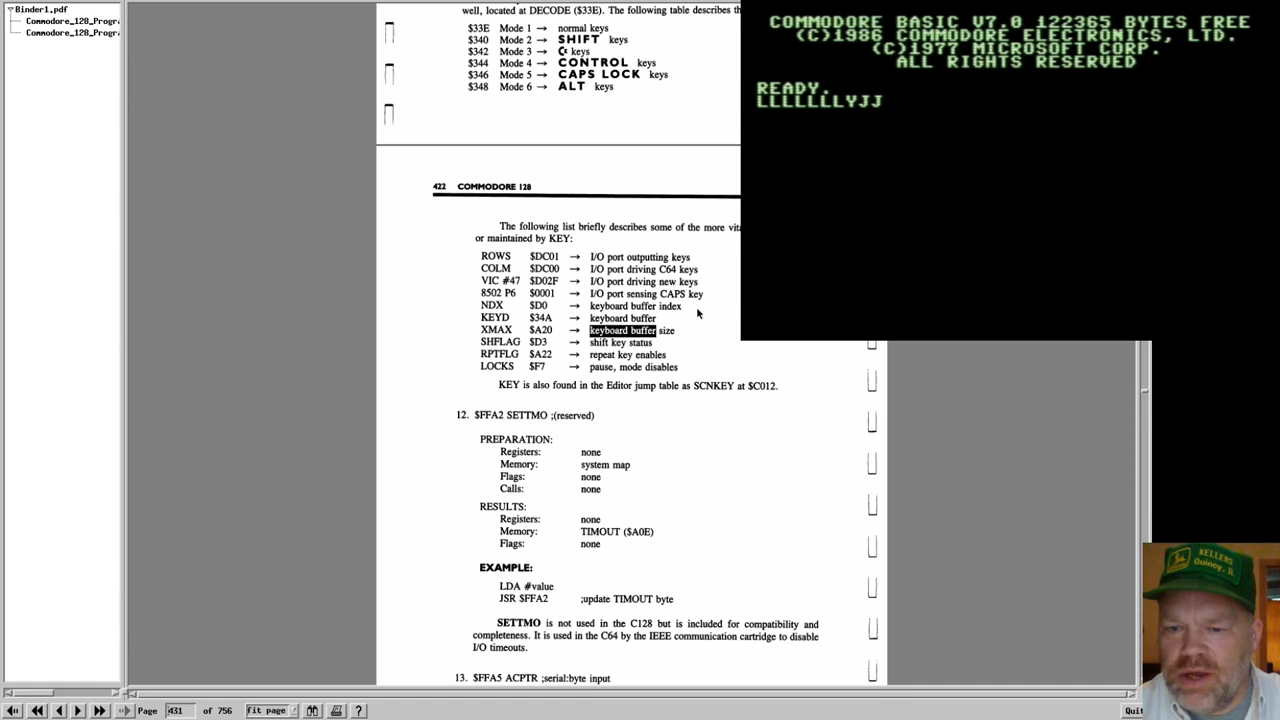 Binder1.pdf
Commodore_128_Progra
Commodore_128_Progra
well, located at DECODE ($33E). The following table describes th
$33E Mode 1 → normal keys
$340 Mode 2 → SHIFT keys
$342 Mode 3 → C= keys
$344 Mode 4 → CONTROL keys
$346 Mode 5 → CAPS LOCK keys
$348 Mode 6 → ALT keys
COMMODORE BASIC V7.0 122365 BYTES FREE
(C)1986 COMMODORE ELECTRONICS, LTD.
(C)1977 MICROSOFT CORP.
ALL RIGHTS RESERVED
READY.
LLLLLLLYJJ
422 COMMODORE 128
The following list briefly describes some of the more vita
or maintained by KEY:
ROWS $DC01 → I/O port outputting keys
COLM $DC00 → I/O port driving C64 keys
VIC #47 $D02F → I/O port driving new keys
8502 P6 $0001 → I/O port sensing CAPS key
NDX $D0 → keyboard buffer index
KEYD $34A → keyboard buffer
XMAX $A20 → keyboard buffer size
SHFLAG $D3 → shift key status
RPTFLG $A22 → repeat key enables
LOCKS $F7 → pause, mode disables
KEY is also found in the Editor jump table as SCNKEY at $C012.
12. $FFA2 SETTMO ;(reserved)
PREPARATION:
Registers: none
Memory: system map
Flags: none
Calls: none
RESULTS:
Registers: none
Memory: TIMOUT ($A0E)
Flags: none
EXAMPLE:
LDA #value
JSR $FFA2 ;update TIMOUT byte
SETTMO is not used in the C128 but is included for compatibility and
completeness. It is used in the C64 by the IEEE communication cartridge to disable
I/O timeouts.
13. $FFA5 ACPTR ;serial:byte input
KELLERS
Quincy, IL
Page 431 of 756 fit page ? Quit